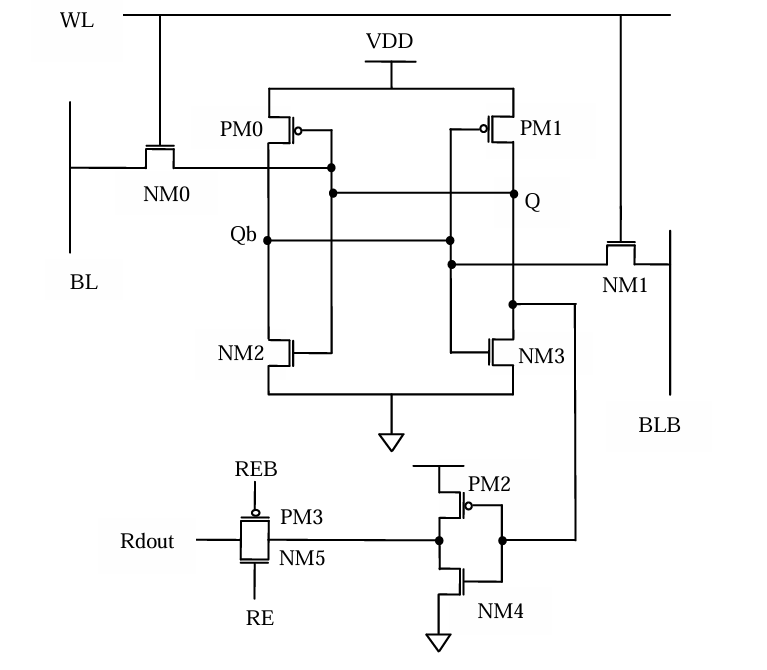 WL
VDD
PM0
PM1
NM0
Q
Qb
BL
NM1
NM2
NM3
BLB
REB
PM2
PM3
Rdout
NM5
RE
NM4